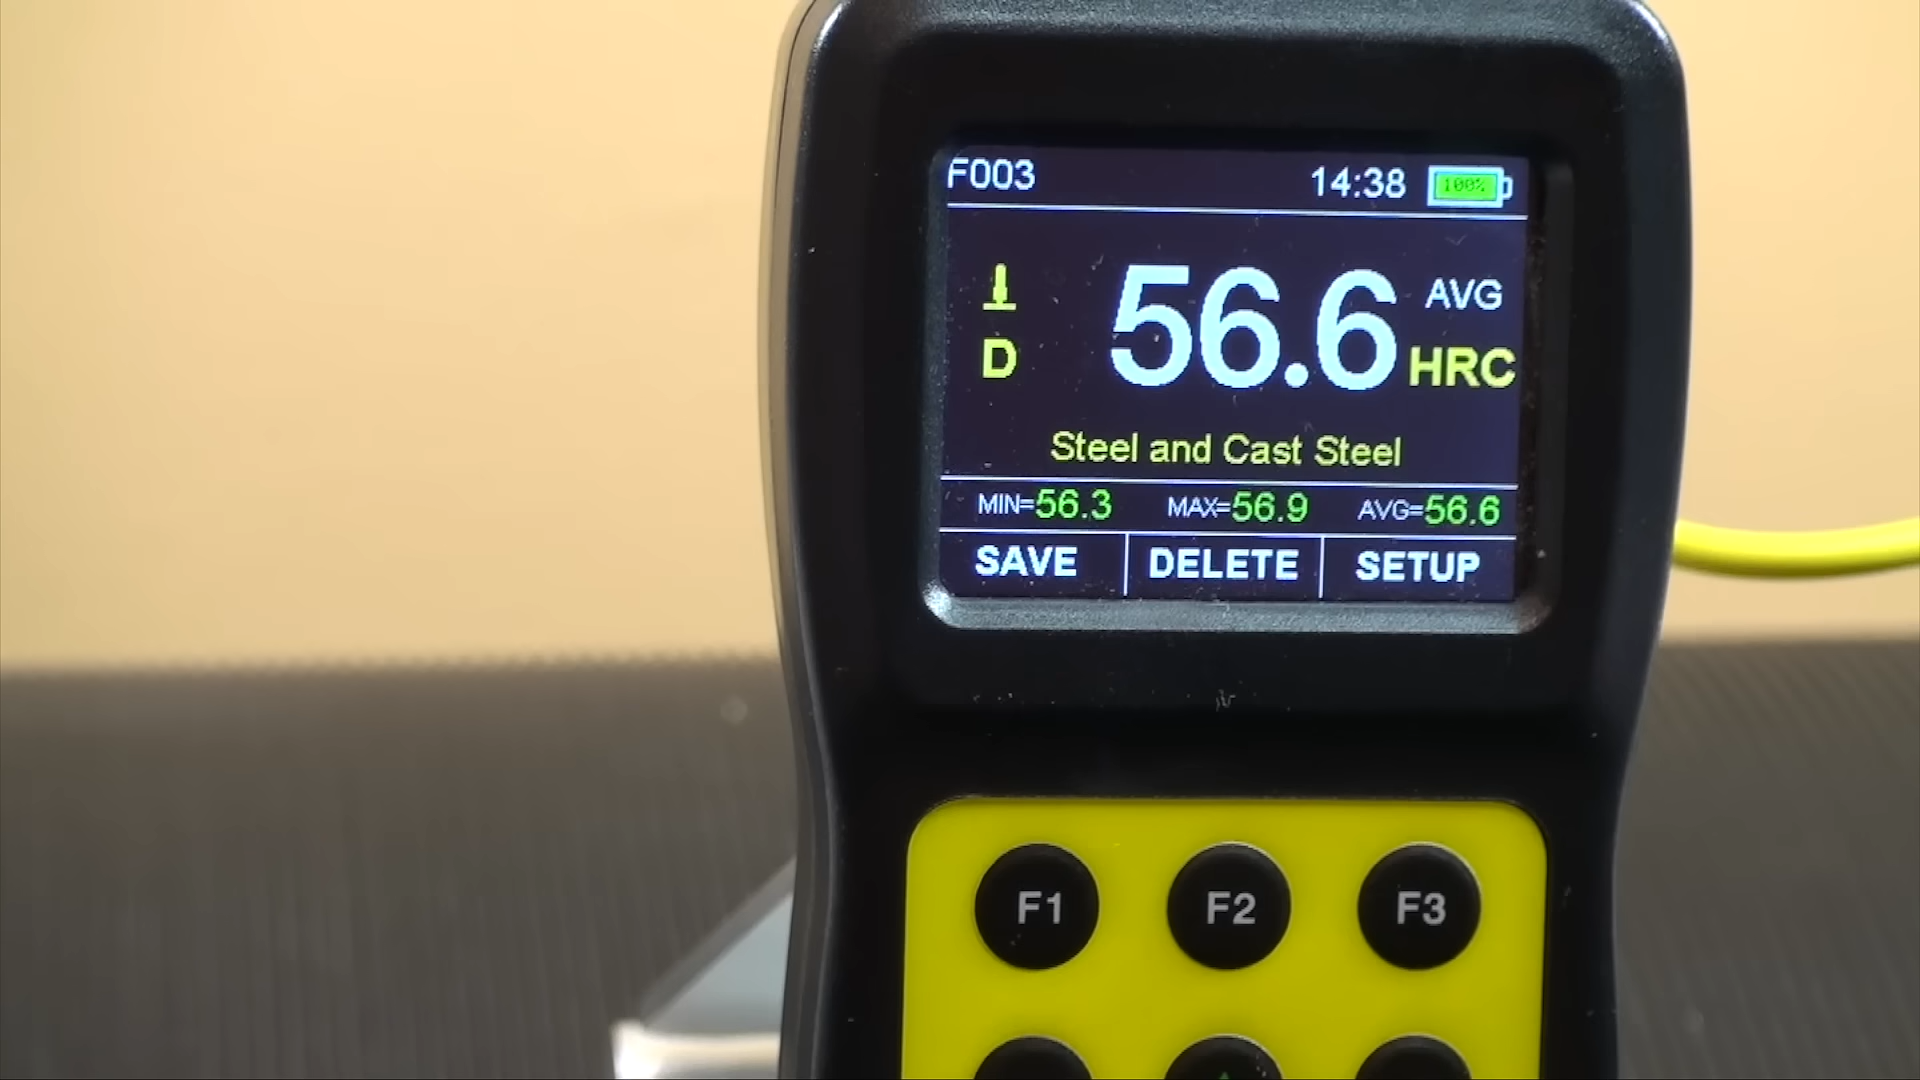 F003 14:38 100%
56.6 AVG
D HRC
Steel and Cast Steel
MIN=56.3 MAX=56.9 AVG=56.6
SAVE DELETE SETUP
F1 F2 F3